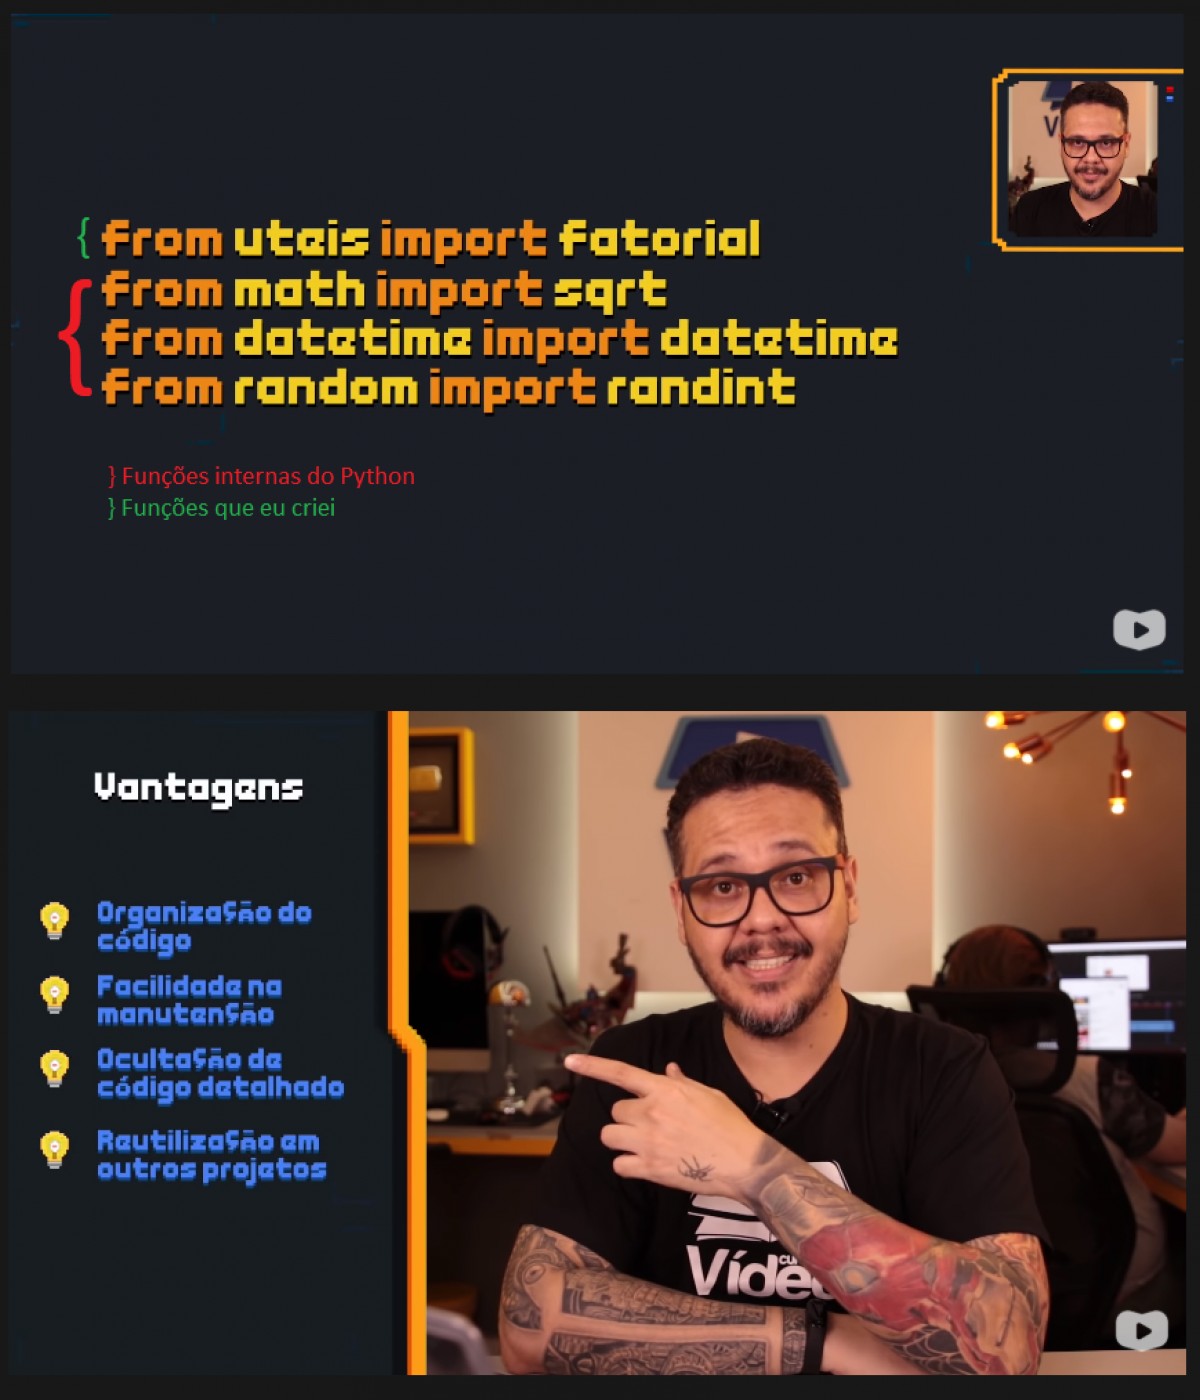 { from uteis import fatorial
{ from math import sqrt
from datetime import datetime
from random import randint
} Funções internas do Python
} Funções que eu criei
Vantagens
Organização do
código
Facilidade na
manutenção
Ocultação de
código detalhado
Reutilização em
outros projetos
Víde